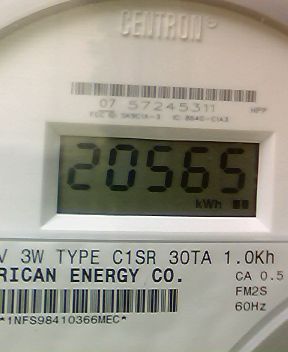 CENTRON®
07 57245311 HPP
20565
kWh
V 3W TYPE C1SR 30TA 1.0Kh
RICAN ENERGY CO. CA 0.5
FM2S
60Hz
*1NFS98410366MEC*